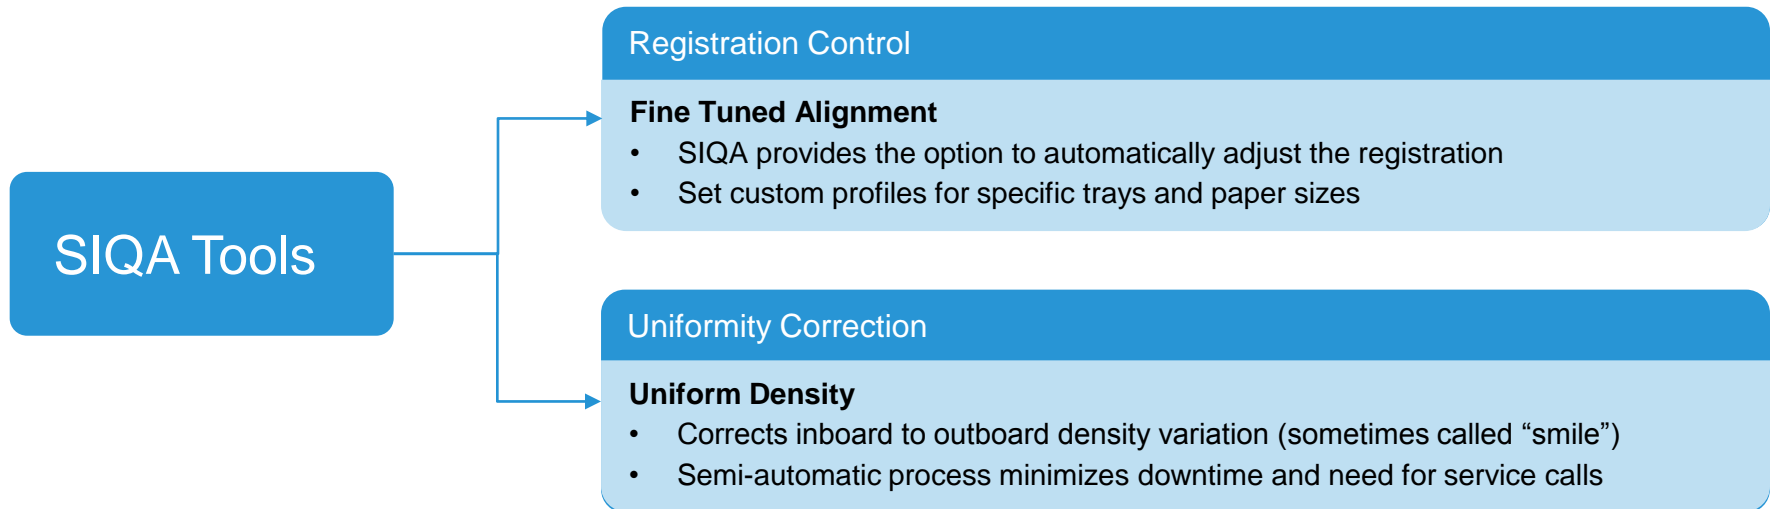 SIQA Tools
Registration Control
Fine Tuned Alignment
• SIQA provides the option to automatically adjust the registration
• Set custom profiles for specific trays and paper sizes
Uniformity Correction
Uniform Density
• Corrects inboard to outboard density variation (sometimes called “smile”)
• Semi-automatic process minimizes downtime and need for service calls